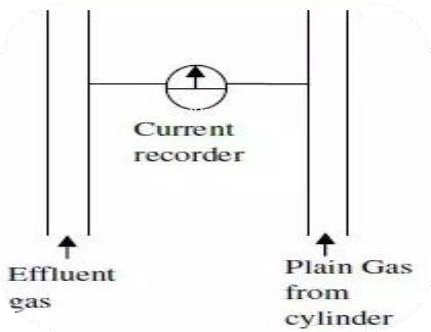 Current
recorder
Effluent
gas
Plain Gas
from
cylinder